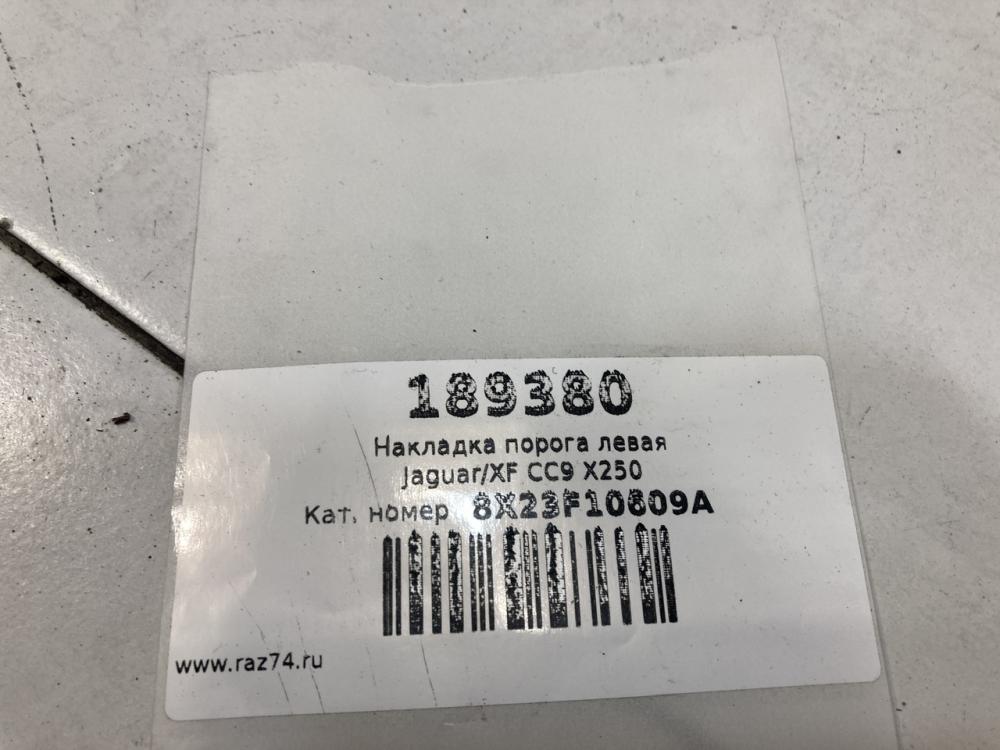 189380
Накладка порога левая
Jaguar/XF CC9 X250
Кат. номер 8X23F10809A
www.raz74.ru